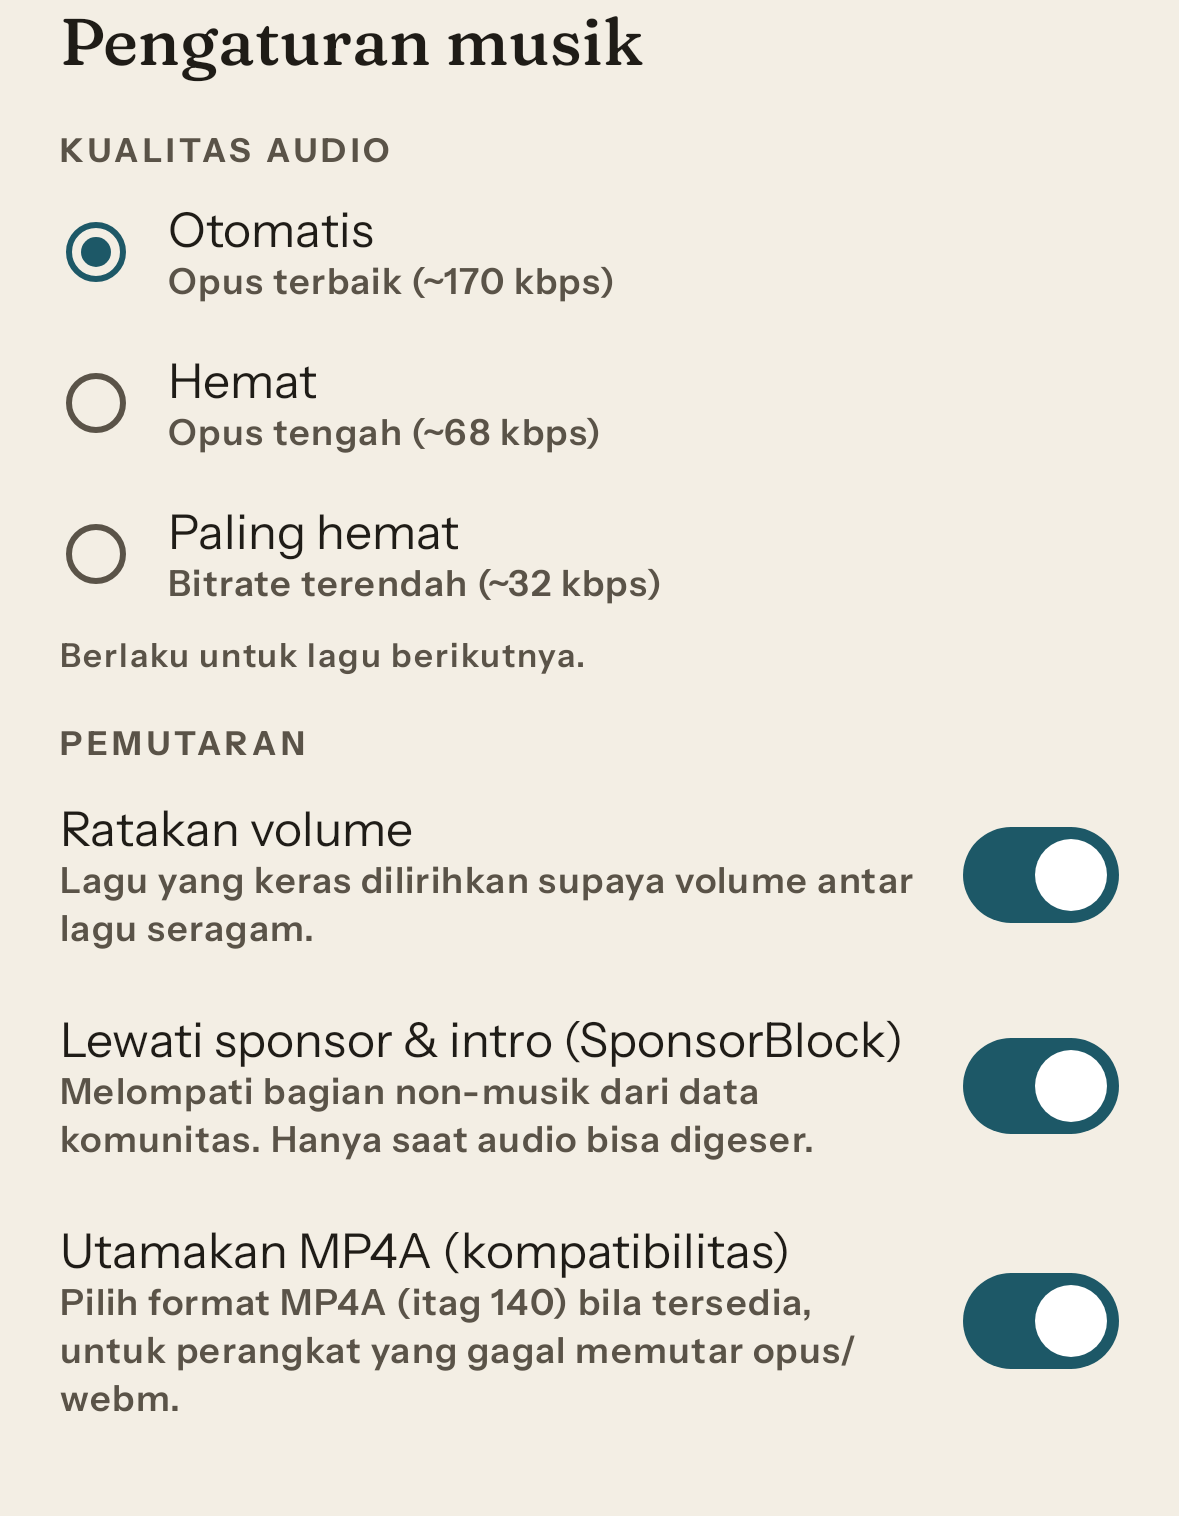 Pengaturan musik
KUALITAS AUDIO
Otomatis
Opus terbaik (~170 kbps)
Hemat
Opus tengah (~68 kbps)
Paling hemat
Bitrate terendah (~32 kbps)
Berlaku untuk lagu berikutnya.
PEMUTARAN
Ratakan volume
Lagu yang keras dilirihkan supaya volume antar
lagu seragam.
Lewati sponsor & intro (SponsorBlock)
Melompati bagian non-musik dari data
komunitas. Hanya saat audio bisa digeser.
Utamakan MP4A (kompatibilitas)
Pilih format MP4A (itag 140) bila tersedia,
untuk perangkat yang gagal memutar opus/
webm.